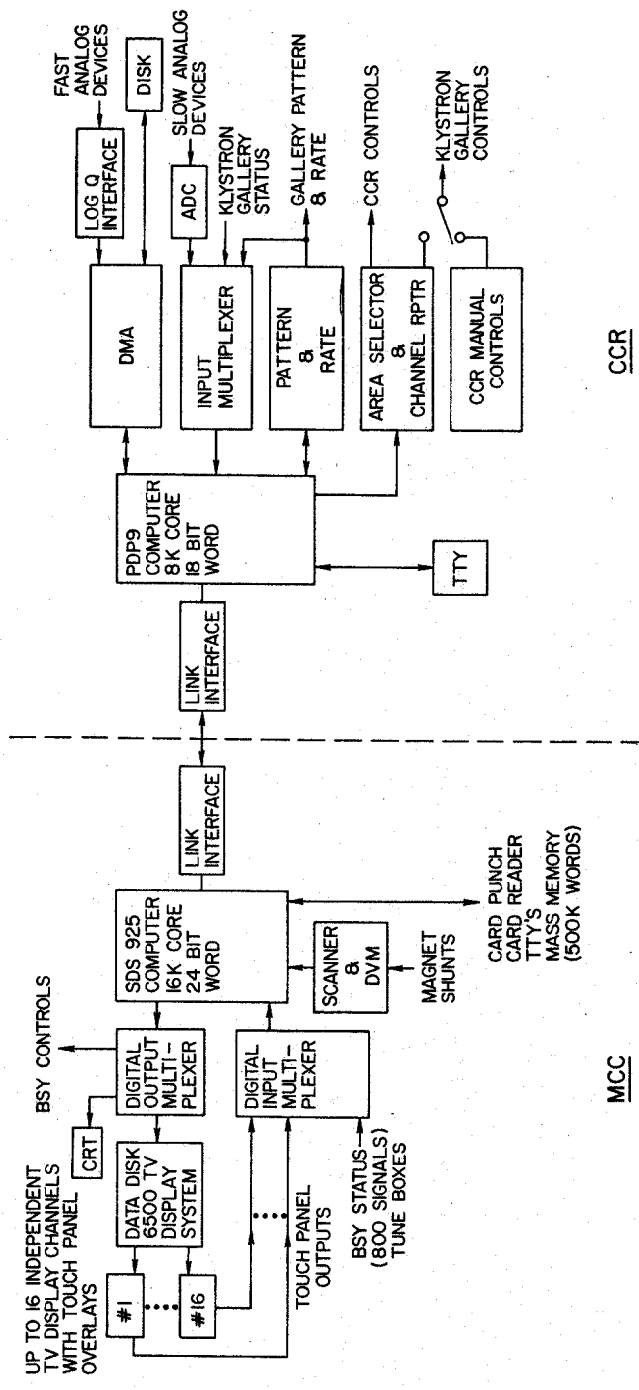 UP TO 16 INDEPENDENT
TV DISPLAY CHANNELS
WITH TOUCH PANEL
OVERLAYS
BSY CONTROLS
CRT
DIGITAL
OUTPUT
MULTI-
PLEXER
DATA DISK
6500 TV
DISPLAY
SYSTEM
#1
#16
SDS 925
COMPUTER
16K CORE
24 BIT
WORD
DIGITAL
INPUT
MULTI-
PLEXER
SCANNER
&
DVM
MAGNET
SHUNTS
TOUCH PANEL
OUTPUTS
BSY STATUS
(800 SIGNALS)
TUNE BOXES
CARD PUNCH
CARD READER
TTY'S
MASS MEMORY
(500K WORDS)
LINK
INTERFACE
MCC
LINK
INTERFACE
PDP9
COMPUTER
8K CORE
18 BIT
WORD
TTY
DMA
LOG Q
INTERFACE
FAST
ANALOG
DEVICES
DISK
INPUT
MULTIPLEXER
ADC
SLOW ANALOG
DEVICES
KLYSTRON
GALLERY
STATUS
PATTERN
&
RATE
GALLERY PATTERN
& RATE
AREA SELECTOR
&
CHANNEL RPTR
CCR CONTROLS
CCR MANUAL
CONTROLS
KLYSTRON
GALLERY
CONTROLS
CCR